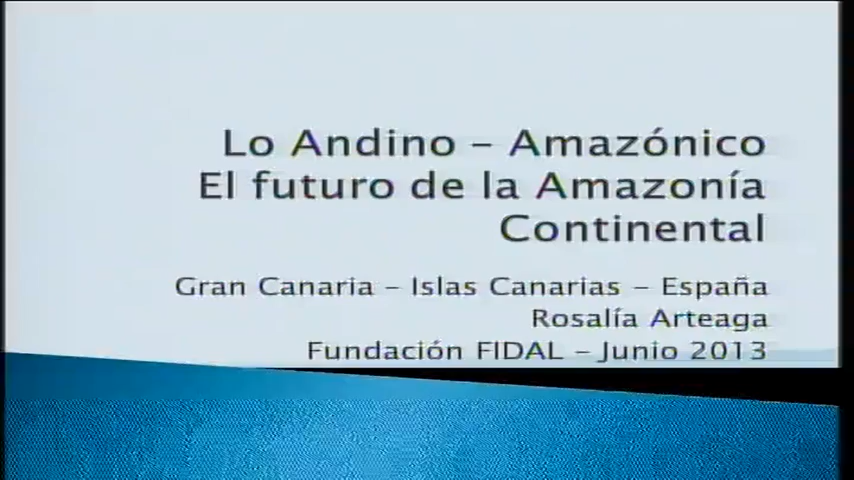 Lo Andino – Amazónico
El futuro de la Amazonía
Continental
Gran Canaria – Islas Canarias – España
Rosalía Arteaga
Fundación FIDAL – Junio 2013